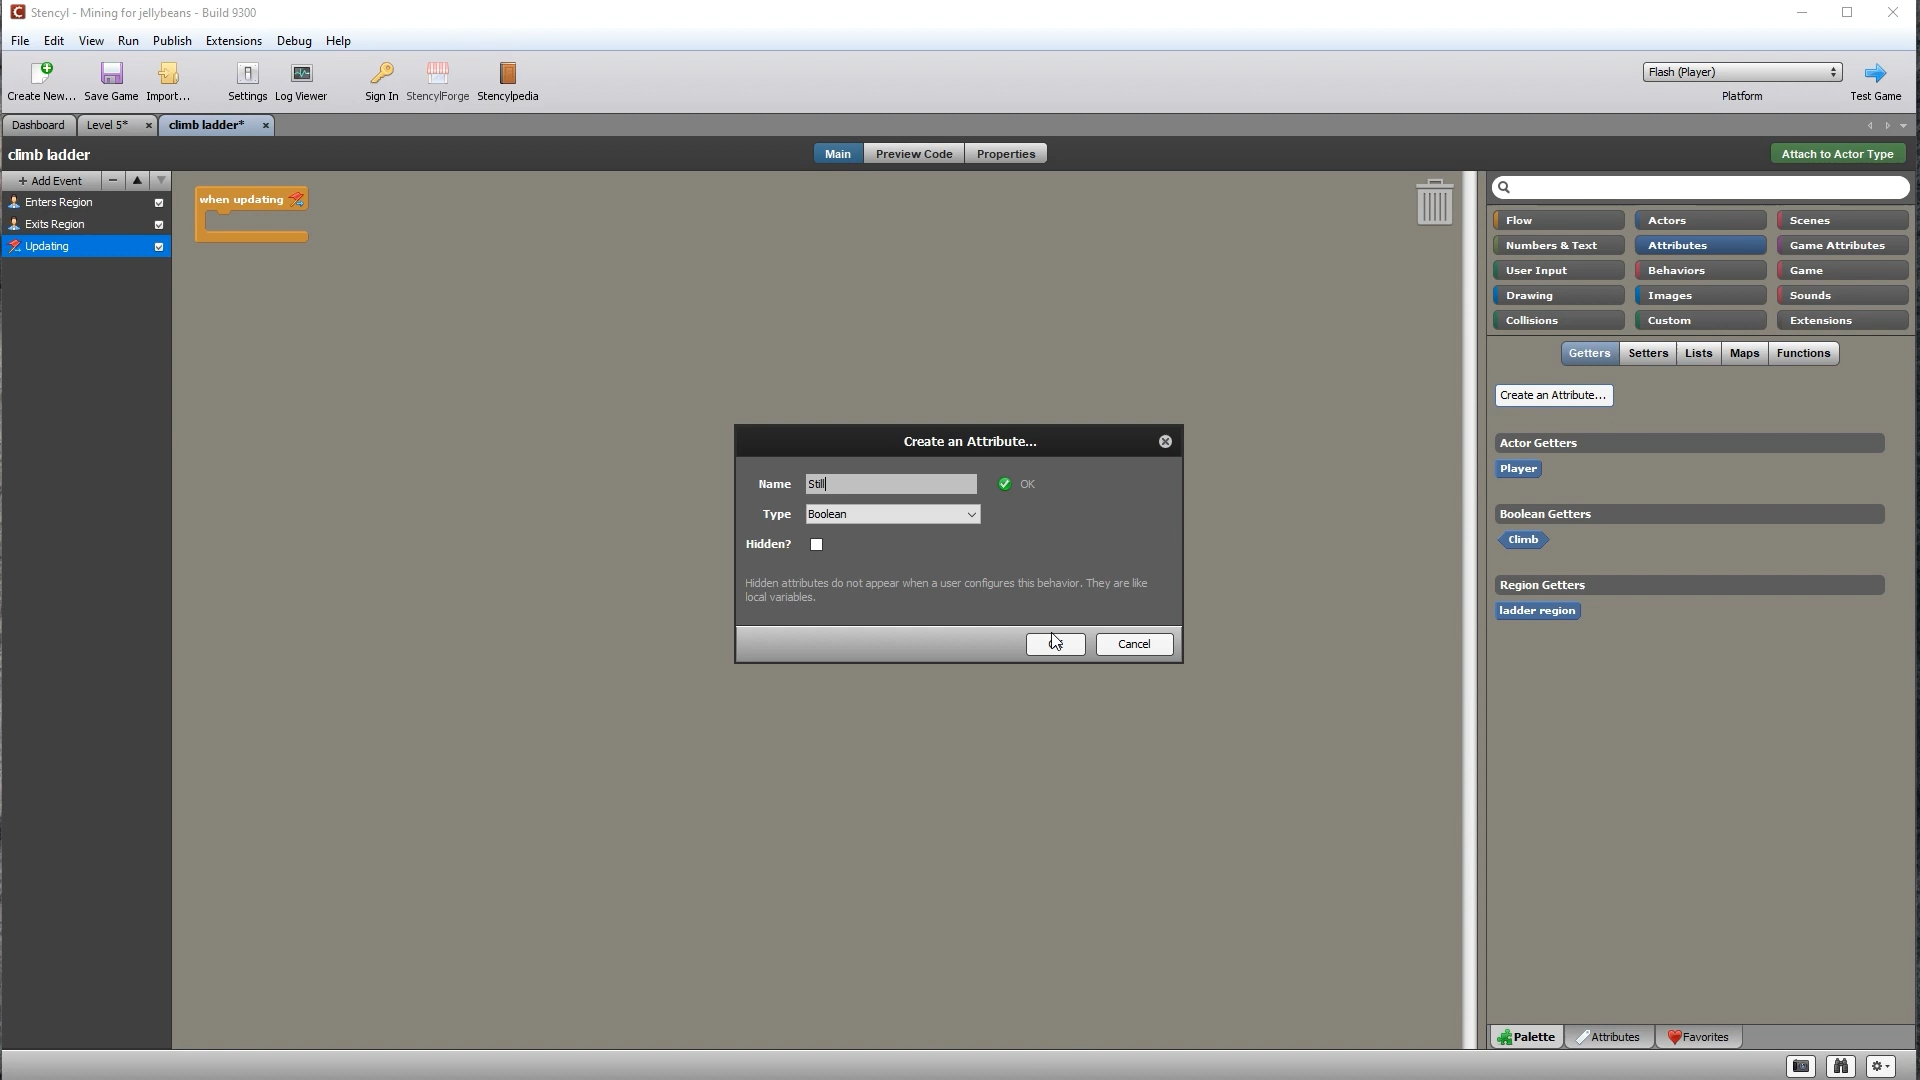 Stencyl - Mining for jellybeans - Build 9300
File Edit View Run Publish Extensions Debug Help
Create New... Save Game Import... Settings Log Viewer Sign In StencylForge Stencylpedia
Flash (Player)
Platform Test Game
Dashboard Level 5* climb ladder*
climb ladder Main Preview Code Properties Attach to Actor Type
+ Add Event
Enters Region
Exits Region
Updating
when updating
Flow Actors Scenes
Numbers & Text Attributes Game Attributes
User Input Behaviors Game
Drawing Images Sounds
Collisions Custom Extensions
Getters Setters Lists Maps Functions
Create an Attribute...
Actor Getters
Player
Boolean Getters
Climb
Region Getters
ladder region
Create an Attribute...
Name Still OK
Type Boolean
Hidden?
Hidden attributes do not appear when a user configures this behavior. They are like
local variables.
Cancel
Palette Attributes Favorites